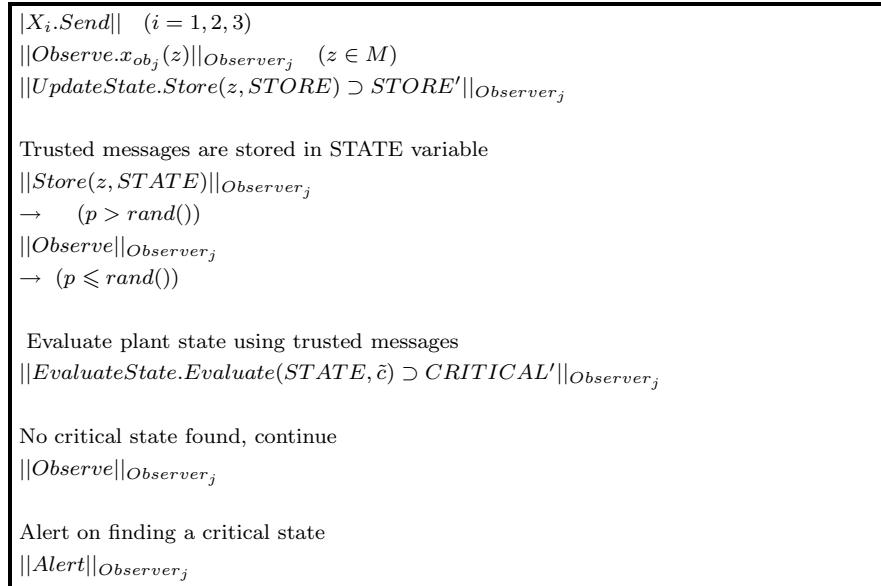 |X_i.Send|| (i = 1, 2, 3)
||Observe.x_{ob_j}(z)||_{Observer_j} (z ∈ M)
||UpdateState.Store(z, STORE) ⊃ STORE′||_{Observer_j}
Trusted messages are stored in STATE variable
||Store(z, STATE)||_{Observer_j}
→ (p > rand())
||Observe||_{Observer_j}
→ (p ⩽ rand())
Evaluate plant state using trusted messages
||EvaluateState.Evaluate(STATE, c̃) ⊃ CRITICAL′||_{Observer_j}
No critical state found, continue
||Observe||_{Observer_j}
Alert on finding a critical state
||Alert||_{Observer_j}